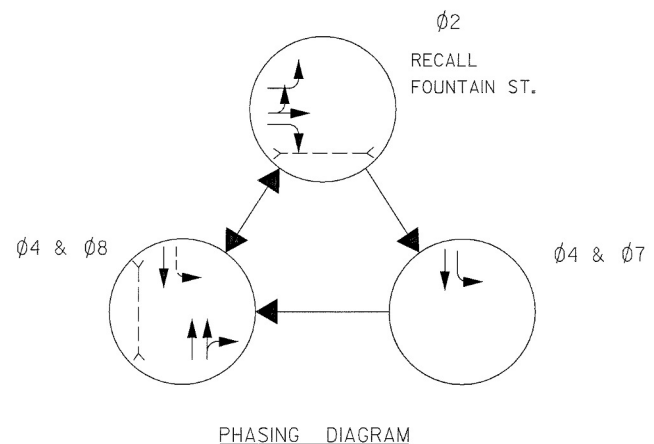 Ø2
RECALL
FOUNTAIN ST.
Ø4 & Ø8
Ø4 & Ø7
PHASING DIAGRAM